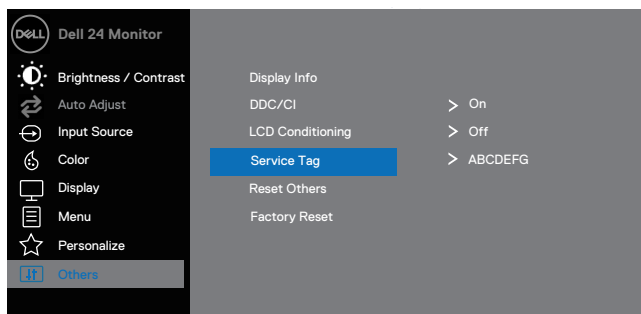 DELL Dell 24 Monitor
Brightness / Contrast
Display Info
Auto Adjust
DDC/CI > On
Input Source
LCD Conditioning > Off
Color
Service Tag > ABCDEFG
Display
Reset Others
Menu
Factory Reset
Personalize
Others